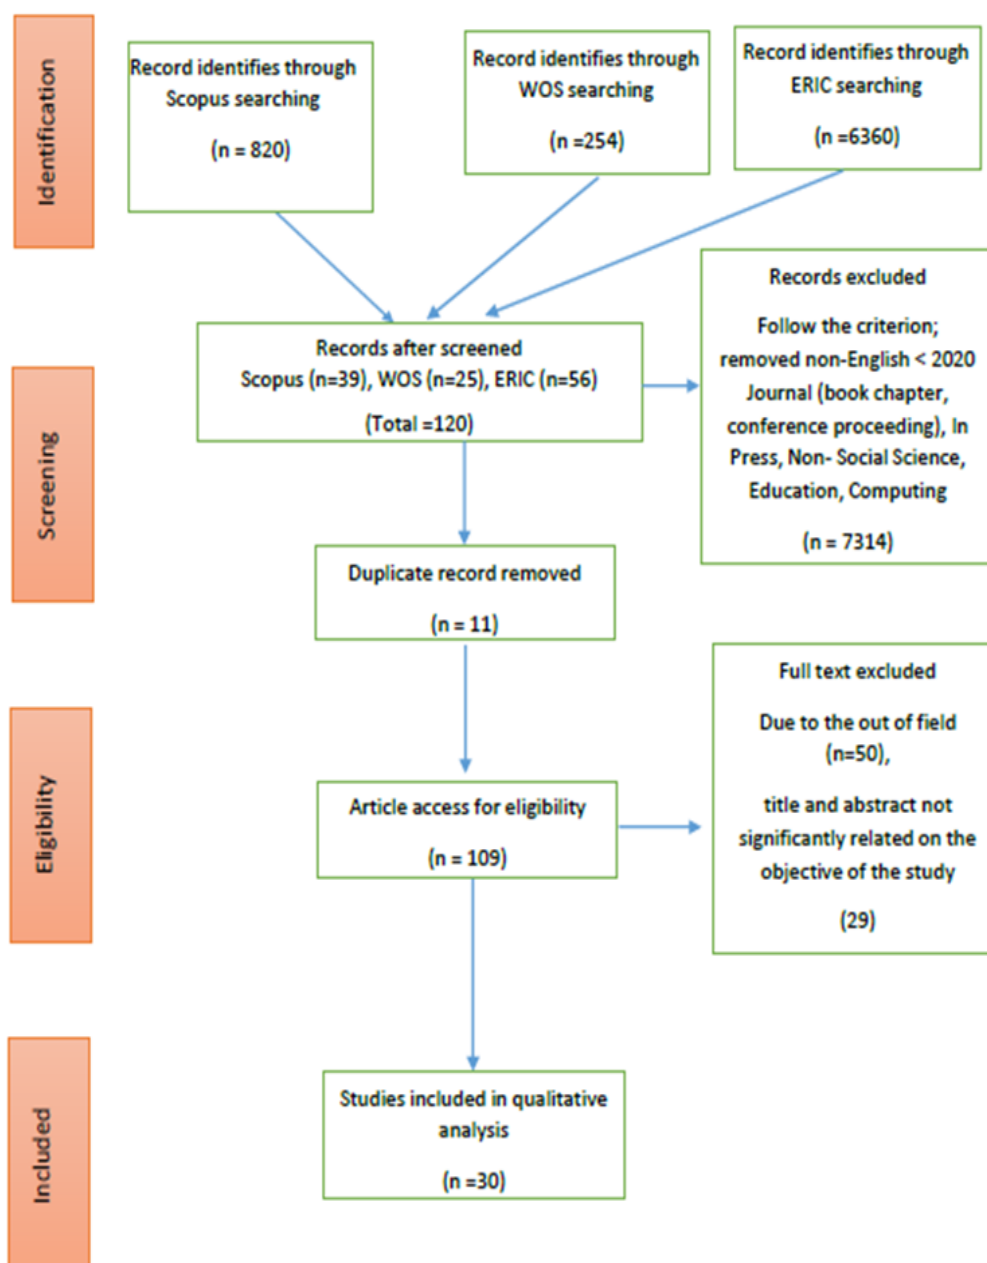 Identification
Record identifies through
Scopus searching
(n = 820)
Record identifies through
WOS searching
(n =254)
Record identifies through
ERIC searching
(n =6360)
Screening
Records after screened
Scopus (n=39), WOS (n=25), ERIC (n=56)
(Total =120)
Records excluded
Follow the criterion;
removed non-English < 2020
Journal (book chapter,
conference proceeding), In
Press, Non- Social Science,
Education, Computing
(n = 7314)
Duplicate record removed
(n = 11)
Eligibility
Article access for eligibility
(n = 109)
Full text excluded
Due to the out of field
(n=50),
title and abstract not
significantly related on the
objective of the study
(29)
Included
Studies included in qualitative
analysis
(n =30)